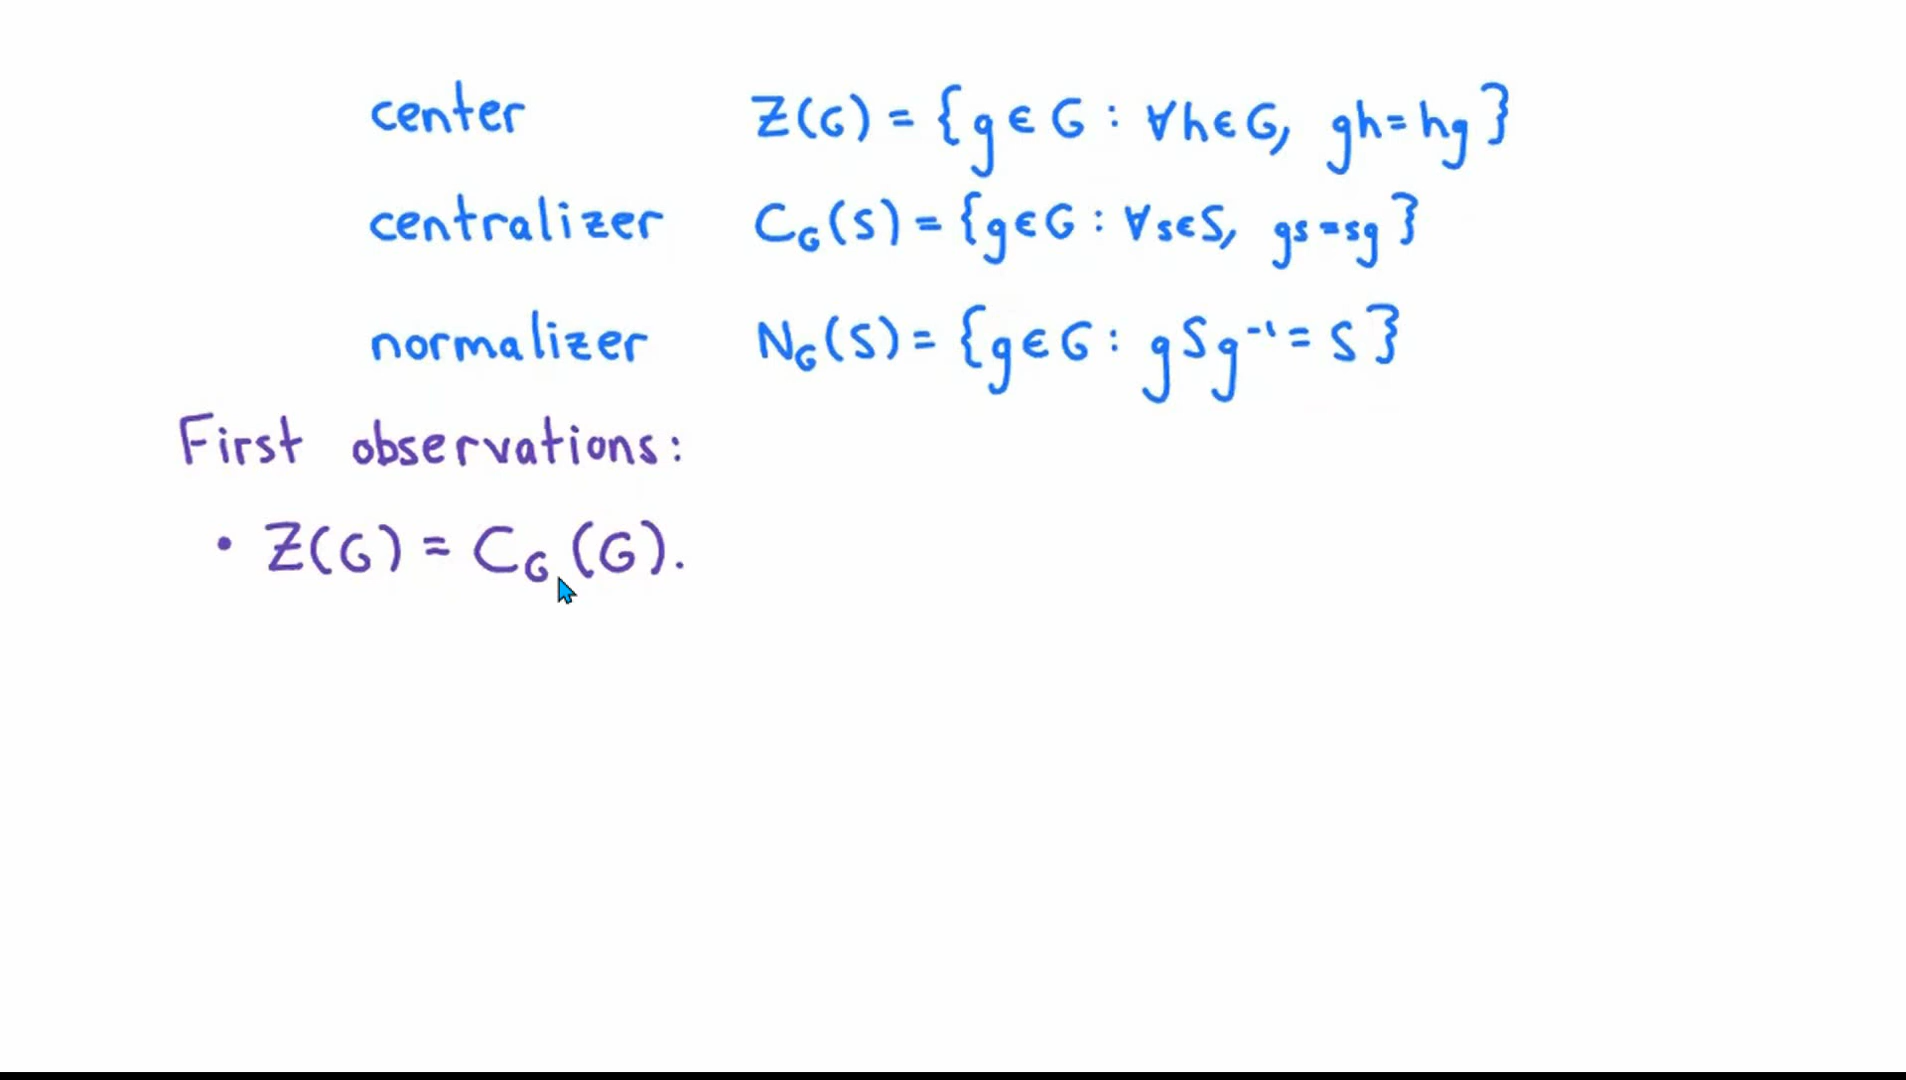 center Z(G) = {g ∈ G : ∀h ∈ G, gh = hg}
centralizer C_G(S) = {g ∈ G : ∀s ∈ S, gs = sg}
normalizer N_G(S) = {g ∈ G : gSg⁻¹ = S}
First observations:
• Z(G) = C_G(G).